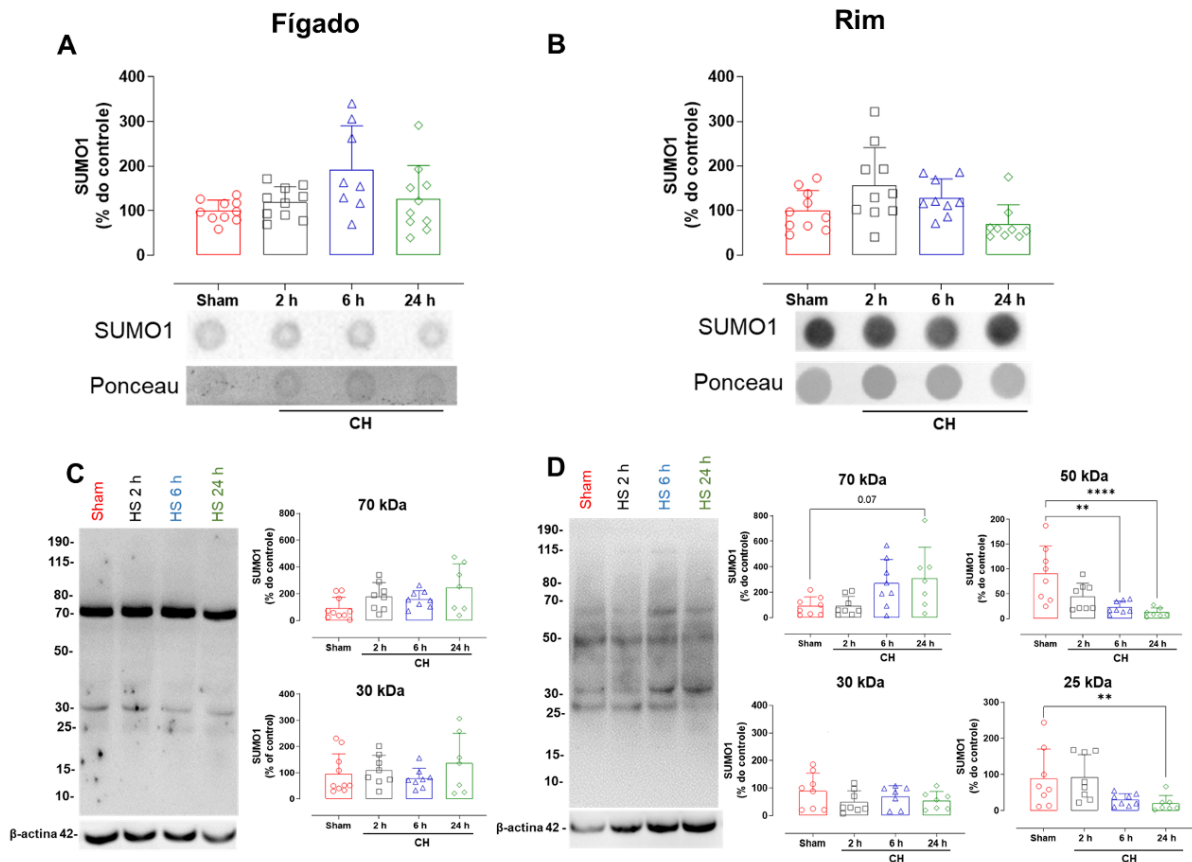 Fígado
Rim
A
SUMO1
(% do controle)
400
300
200
100
0
Sham 2 h 6 h 24 h
SUMO1
Ponceau
CH
B
SUMO1
(% do controle)
400
300
200
100
0
Sham 2 h 6 h 24 h
SUMO1
Ponceau
CH
C
Sham
HS 2 h
HS 6 h
HS 24 h
190-
115-
80-
70-
50-
30-
25-
15-
10-
β-actina 42-
70 kDa
SUMO1
(% do controle)
800
600
400
200
0
Sham 2 h 6 h 24 h
CH
30 kDa
SUMO1
(% of control)
400
300
200
100
0
Sham 2 h 6 h 24 h
CH
D
Sham
HS 2 h
HS 6 h
HS 24 h
190-
115-
80-
70-
50-
30-
25-
15-
10-
β-actina 42-
70 kDa
0.07
SUMO1
(% do controle)
800
600
400
200
0
Sham 2 h 6 h 24 h
CH
50 kDa
****
**
SUMO1
(% do controle)
200
150
100
50
0
Sham 2 h 6 h 24 h
CH
30 kDa
SUMO1
(% do controle)
400
300
200
100
0
Sham 2 h 6 h 24 h
CH
25 kDa
**
SUMO1
(% do controle)
300
200
100
0
Sham 2 h 6 h 24 h
CH